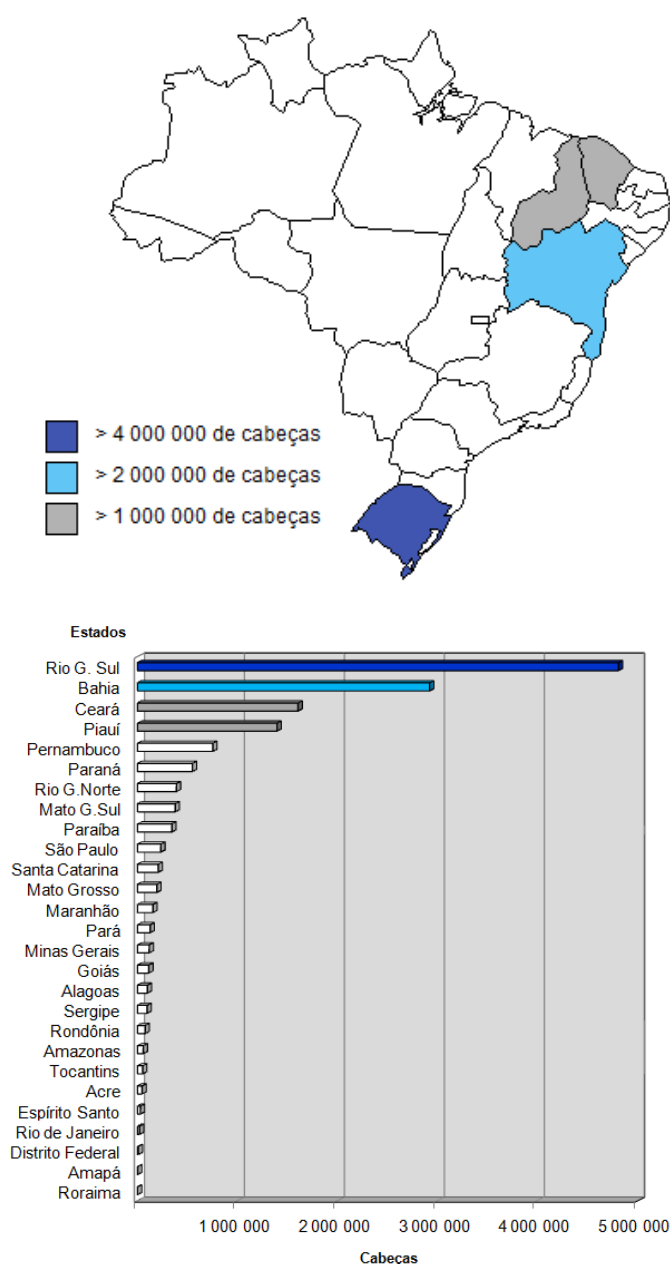 > 4 000 000 de cabeças
> 2 000 000 de cabeças
> 1 000 000 de cabeças
Estados
Rio G. Sul
Bahia
Ceará
Piauí
Pernambuco
Paraná
Rio G.Norte
Mato G.Sul
Paraíba
São Paulo
Santa Catarina
Mato Grosso
Maranhão
Pará
Minas Gerais
Goiás
Alagoas
Sergipe
Rondônia
Amazonas
Tocantins
Acre
Espírito Santo
Rio de Janeiro
Distrito Federal
Amapá
Roraima
1 000 000 2 000 000 3 000 000 4 000 000 5 000 000
Cabeças